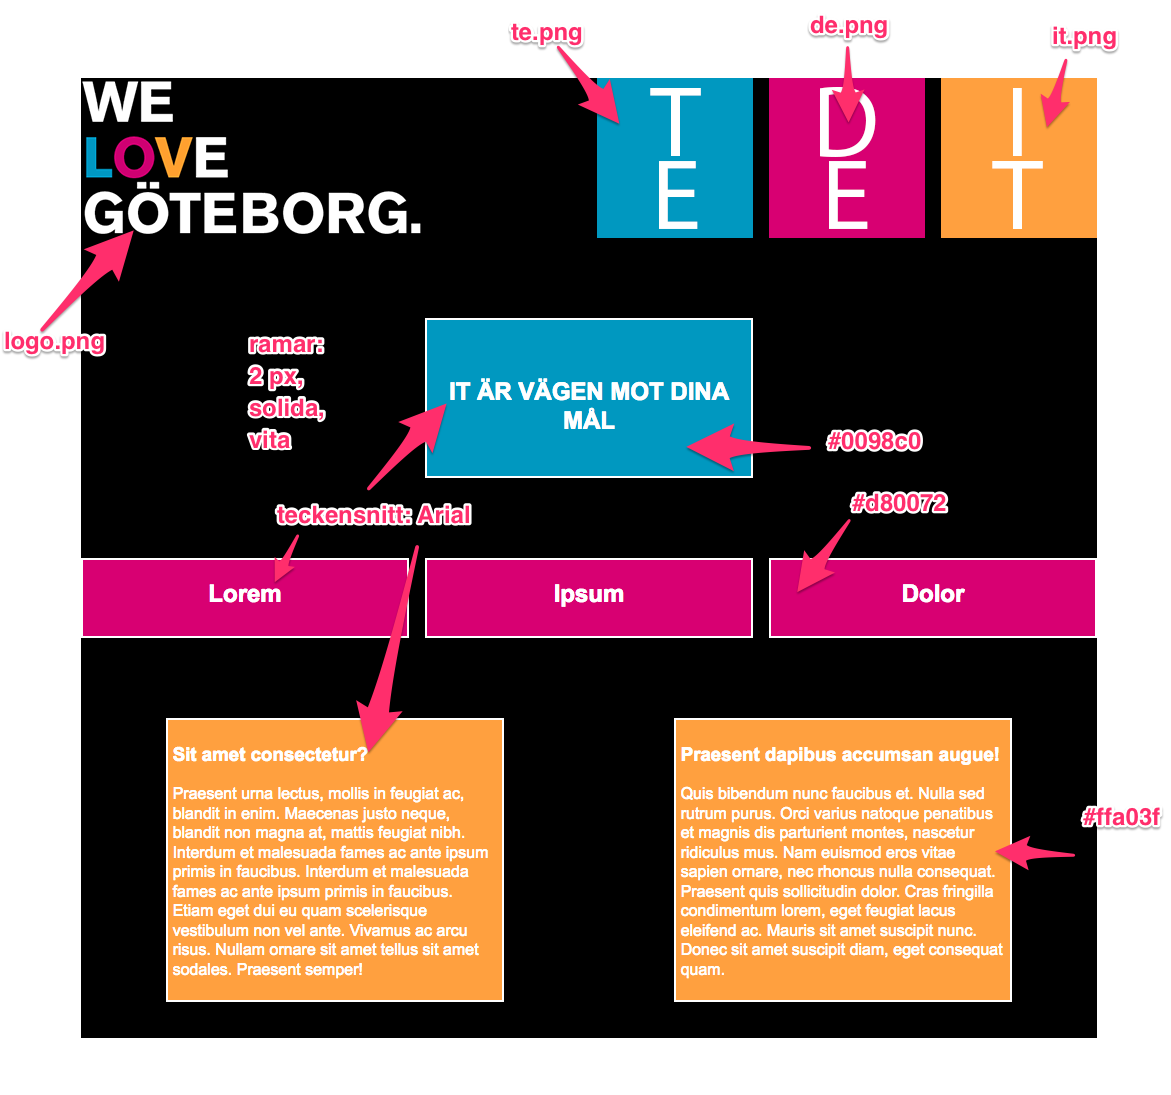 te.png
de.png
it.png
WE
LOVE
GÖTEBORG.
T
E
D
E
I
T
logo.png
ramar:
2 px,
solida,
vita
IT ÄR VÄGEN MOT DINA
MÅL
#0098c0
#d80072
teckensnitt: Arial
Lorem
Ipsum
Dolor
Sit amet consectetur?
Praesent urna lectus, mollis in feugiat ac,
blandit in enim. Maecenas justo neque,
blandit non magna at, mattis feugiat nibh.
Interdum et malesuada fames ac ante ipsum
primis in faucibus. Interdum et malesuada
fames ac ante ipsum primis in faucibus.
Etiam eget dui eu quam scelerisque
vestibulum non vel ante. Vivamus ac arcu
risus. Nullam ornare sit amet tellus sit amet
sodales. Praesent semper!
Praesent dapibus accumsan augue!
Quis bibendum nunc faucibus et. Nulla sed
rutrum purus. Orci varius natoque penatibus
et magnis dis parturient montes, nascetur
ridiculus mus. Nam euismod eros vitae
sapien ornare, nec rhoncus nulla consequat.
Praesent quis sollicitudin dolor. Cras fringilla
condimentum lorem, eget feugiat lacus
eleifend ac. Mauris sit amet suscipit nunc.
Donec sit amet suscipit diam, eget consequat
quam.
#ffa03f